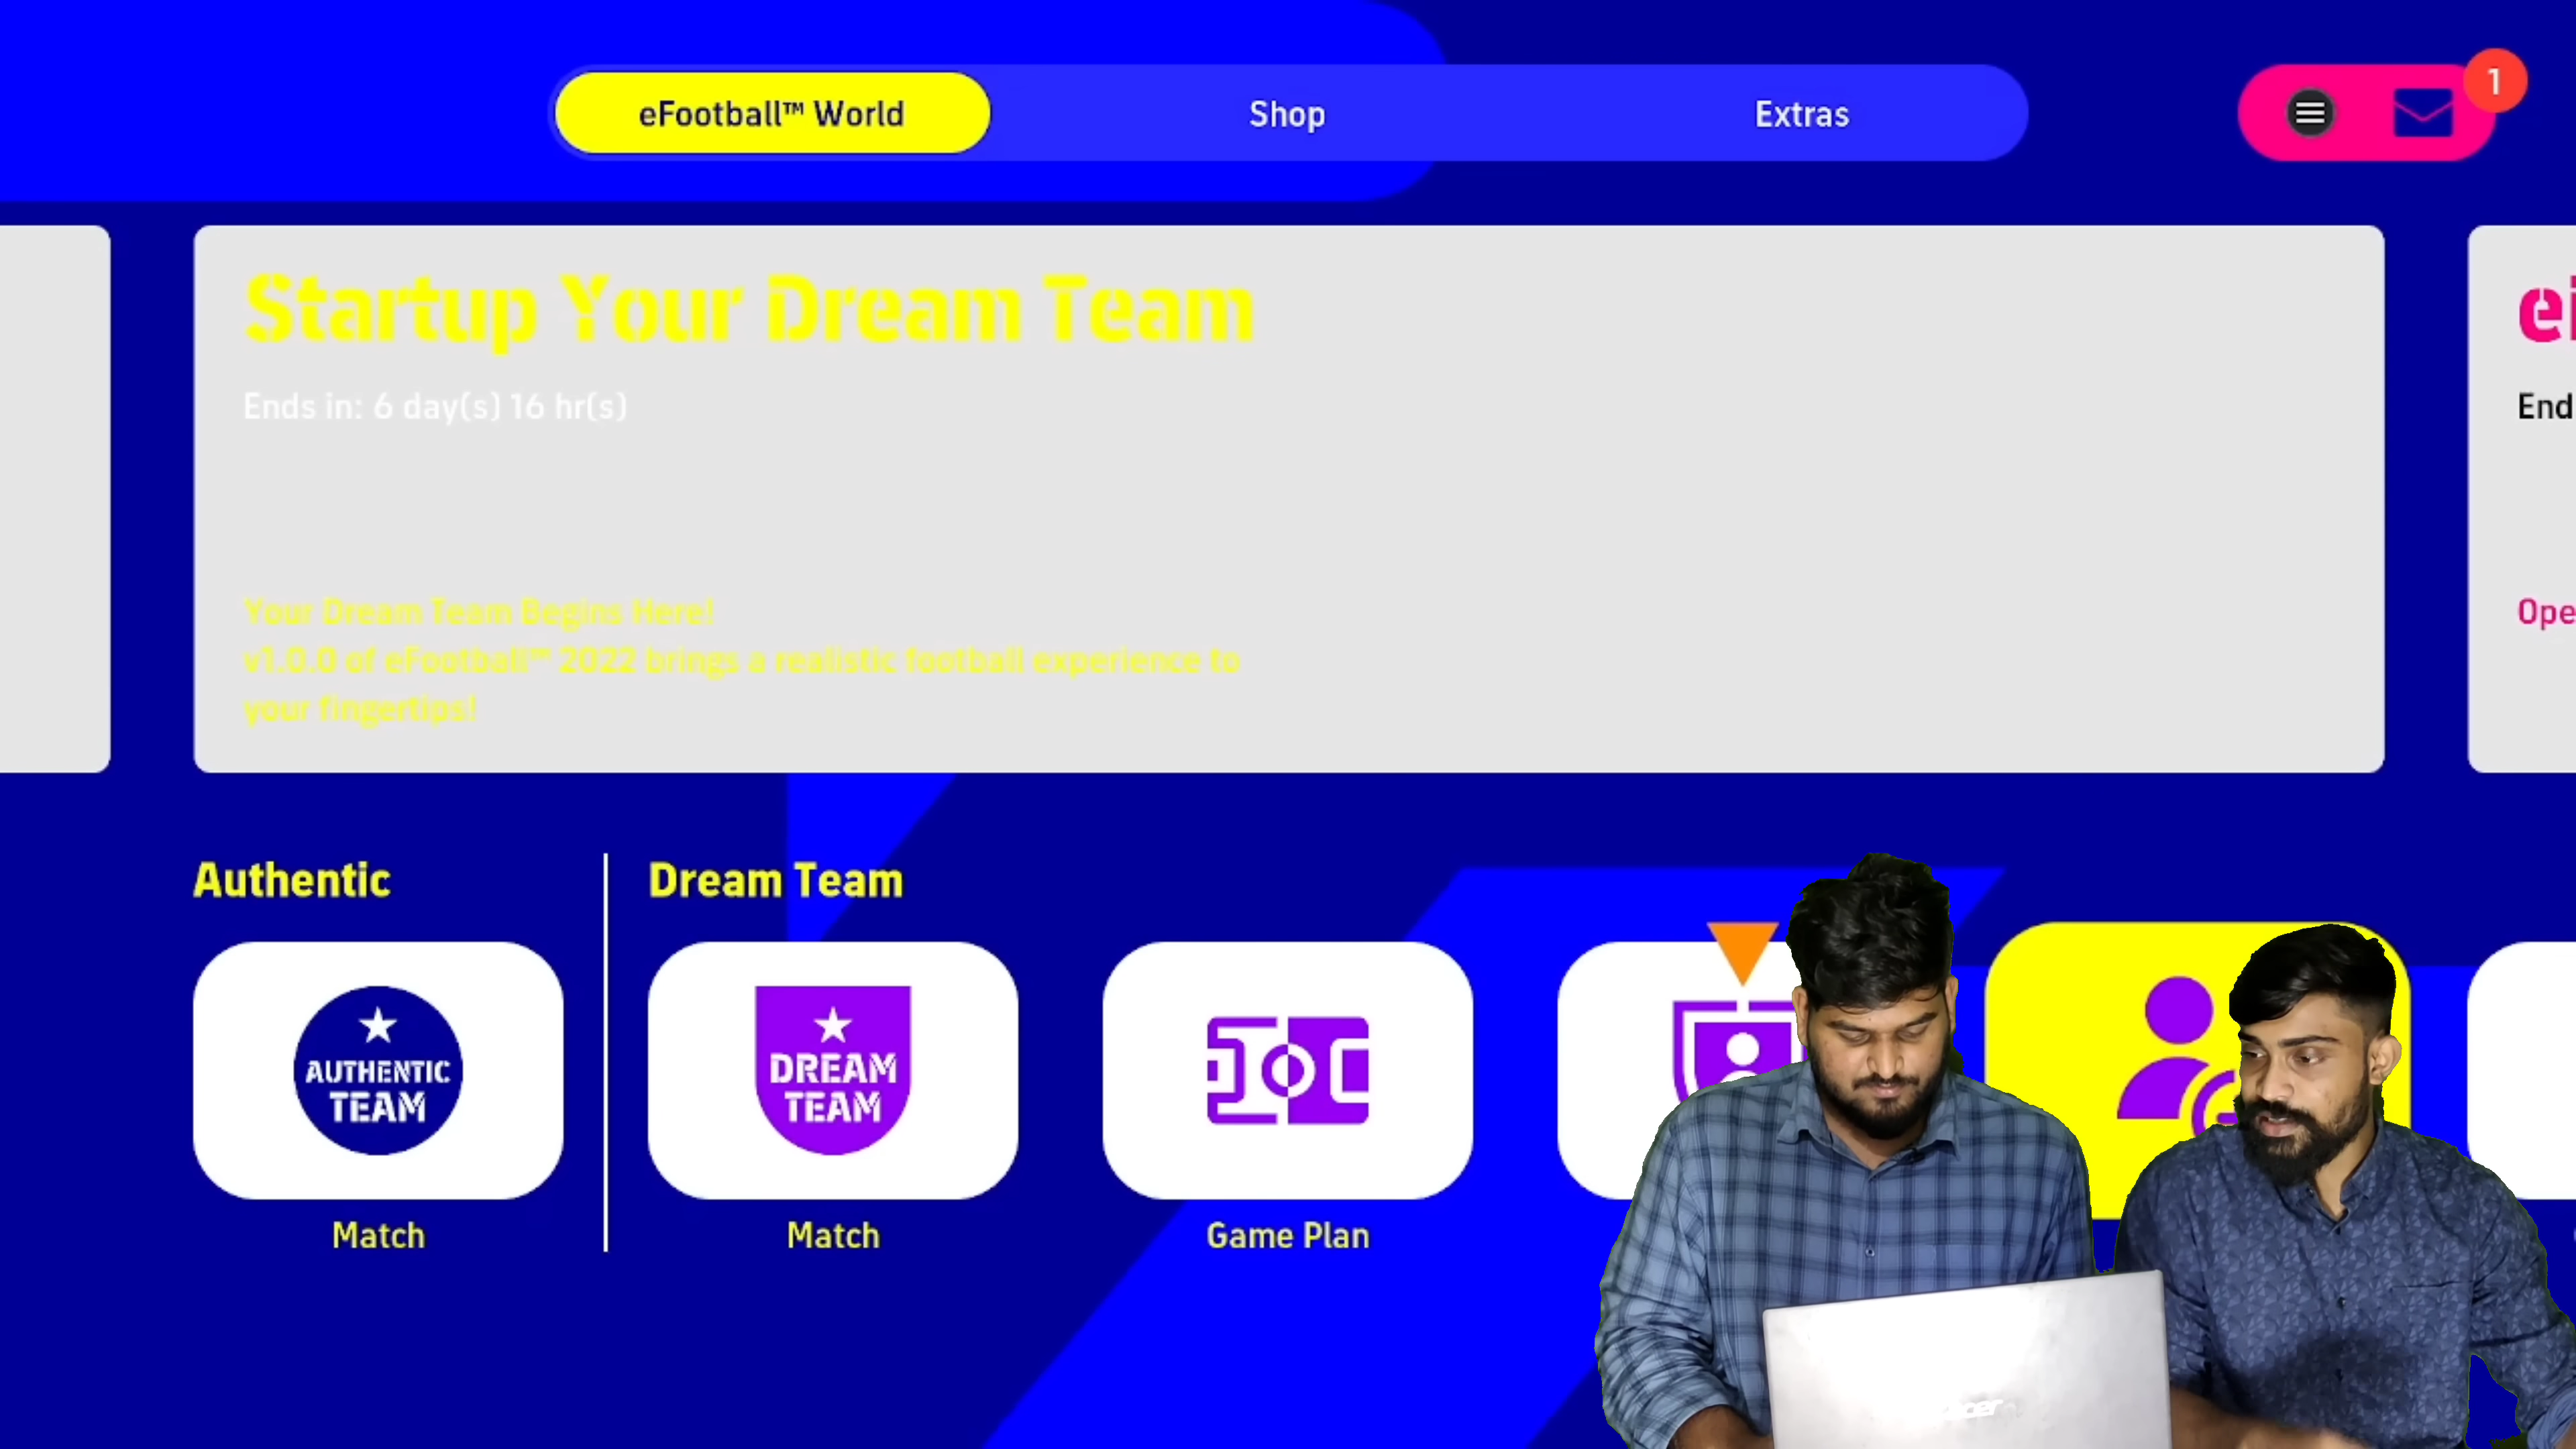 eFootball™ World
Shop
Extras
1
Startup Your Dream Team
Ends in: 6 day(s) 16 hr(s)
Your Dream Team Begins Here!
v1.0.0 of eFootball™ 2022 brings a realistic football experience to
your fingertips!
ei
End
Ope
Authentic
Dream Team
AUTHENTIC
TEAM
DREAM
TEAM
Match
Match
Game Plan
acer